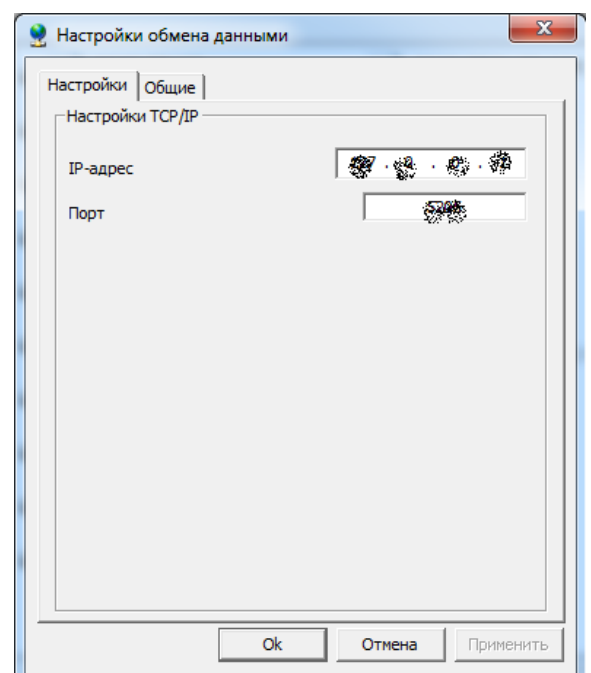 Настройки обмена данными
Настройки Общие
Настройки TCP/IP
IP-адрес
Порт
Ok Отмена Применить